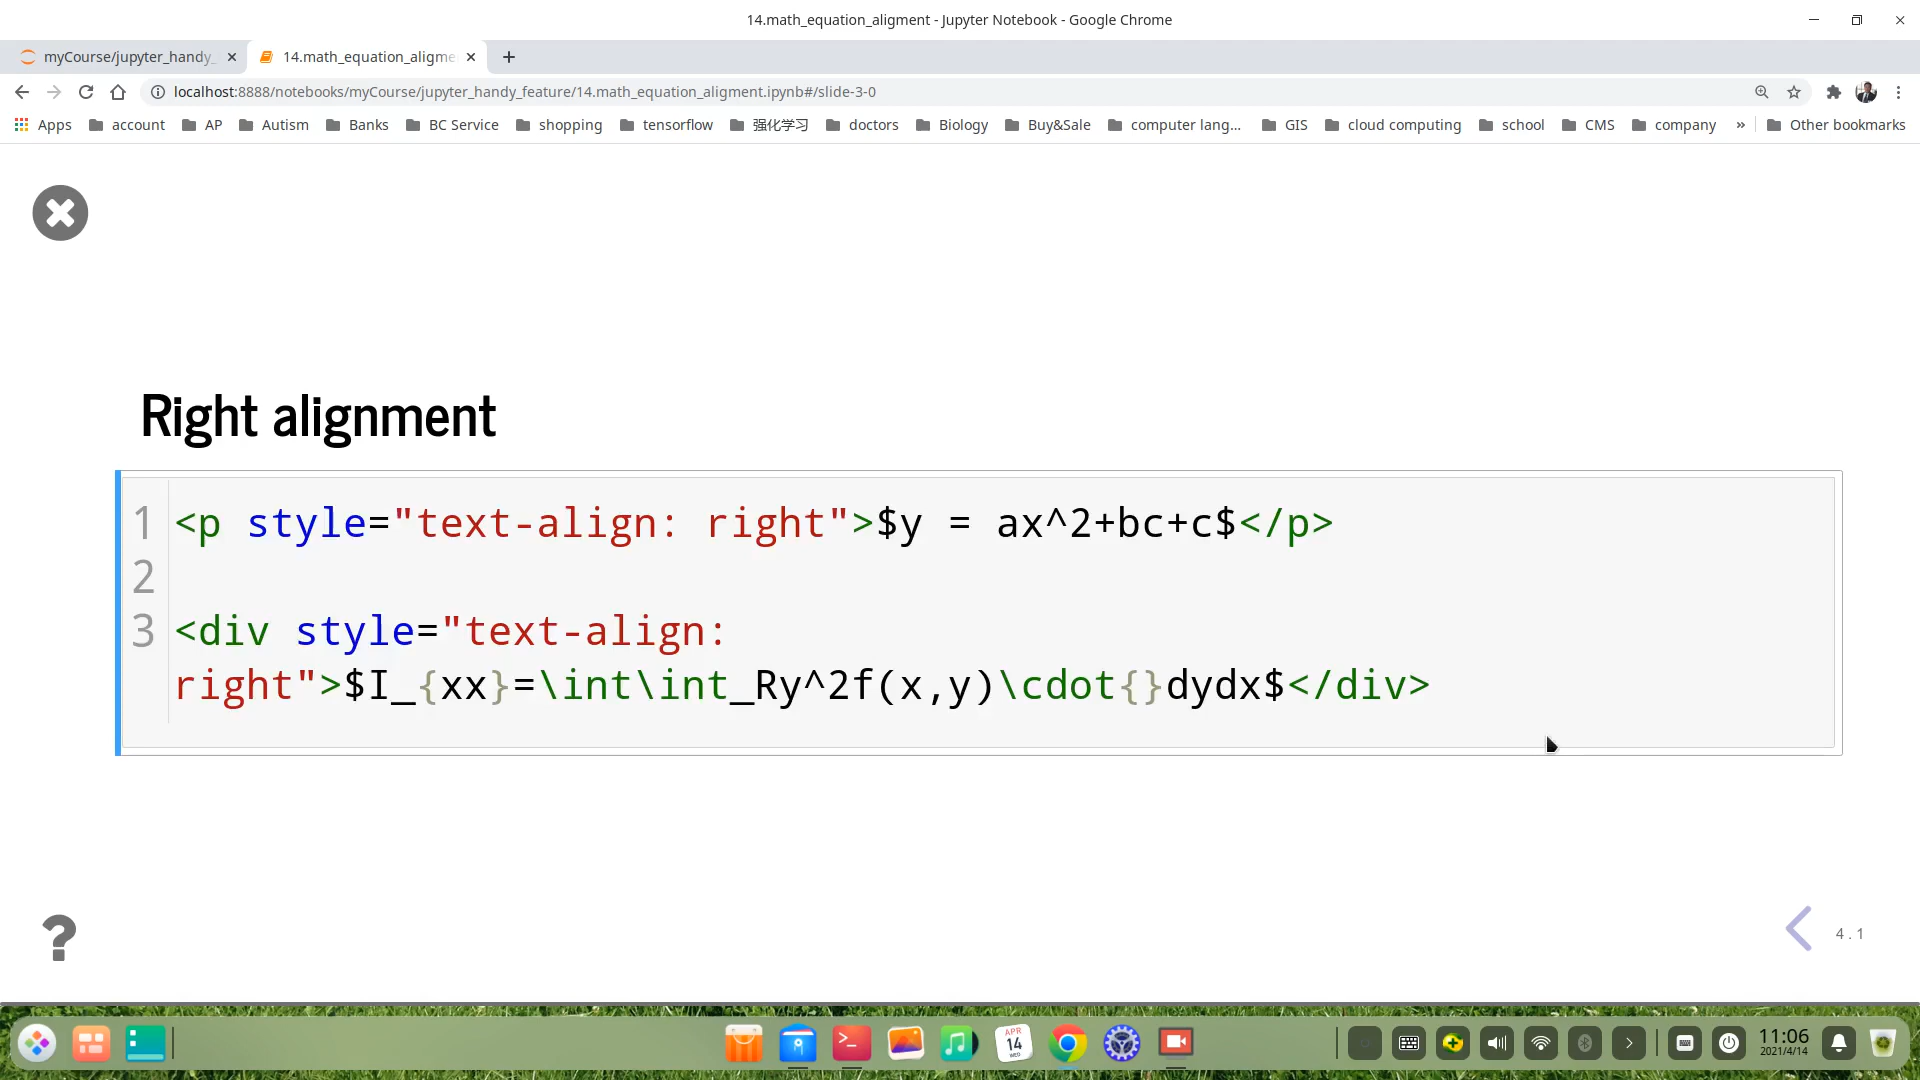 14.math_equation_aligment - Jupyter Notebook - Google Chrome
myCourse/jupyter_handy_
14.math_equation_aligme
localhost:8888/notebooks/myCourse/jupyter_handy_feature/14.math_equation_aligment.ipynb#/slide-3-0
Apps account AP Autism Banks BC Service shopping tensorflow 强化学习 doctors Biology Buy&Sale computer lang... GIS cloud computing school CMS company » Other bookmarks
Right alignment
1 <p style="text-align: right">$y = ax^2+bc+c$</p>
2
3 <div style="text-align:
right">$I_{xx}=\int\int_Ry^2f(x,y)\cdot{}dydx$</div>
?
4 . 1
APR
14
WED
11:06
2021/4/14